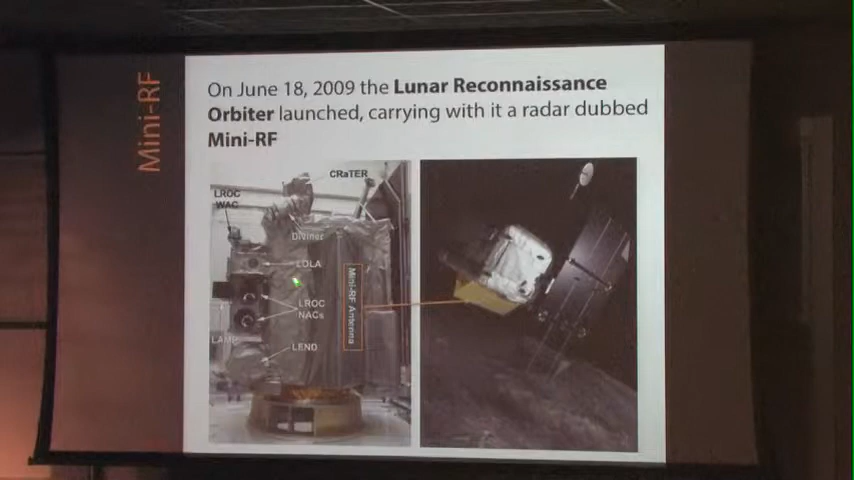 Mini-RF
On June 18, 2009 the Lunar Reconnaissance
Orbiter launched, carrying with it a radar dubbed
Mini-RF
CRaTER
LROC
WAC
Diviner
LOLA
Mini-RF Antenna
LROC
NACs
LAMP
LEND